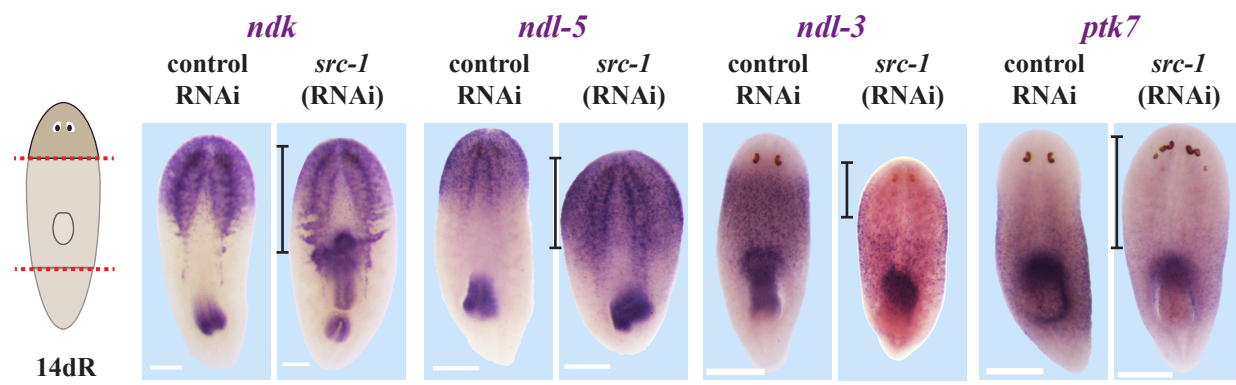 ndk ndl-5 ndl-3 ptk7
control src-1 control src-1 control src-1 control src-1
RNAi (RNAi) RNAi (RNAi) RNAi (RNAi) RNAi (RNAi)
14dR